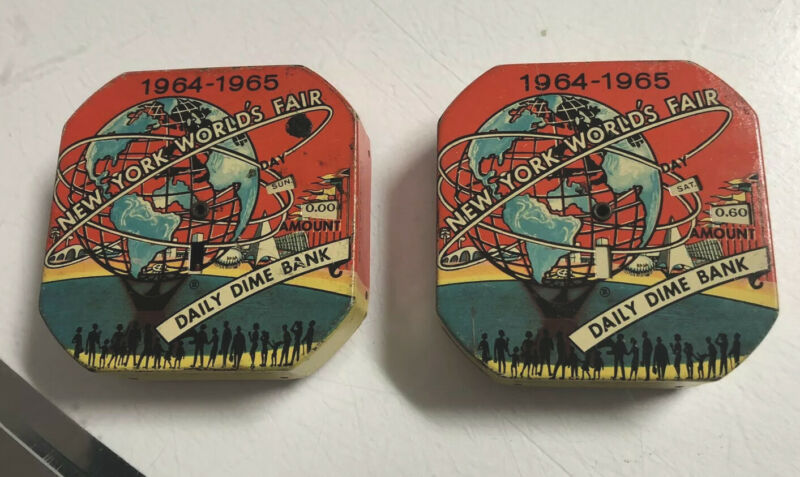 1964-1965
NEW YORK WORLD'S FAIR
DAY
SUN.
0.00
AMOUNT
®
DAILY DIME BANK
1964-1965
NEW YORK WORLD'S FAIR
DAY
SAT.
0.60
AMOUNT
®
DAILY DIME BANK